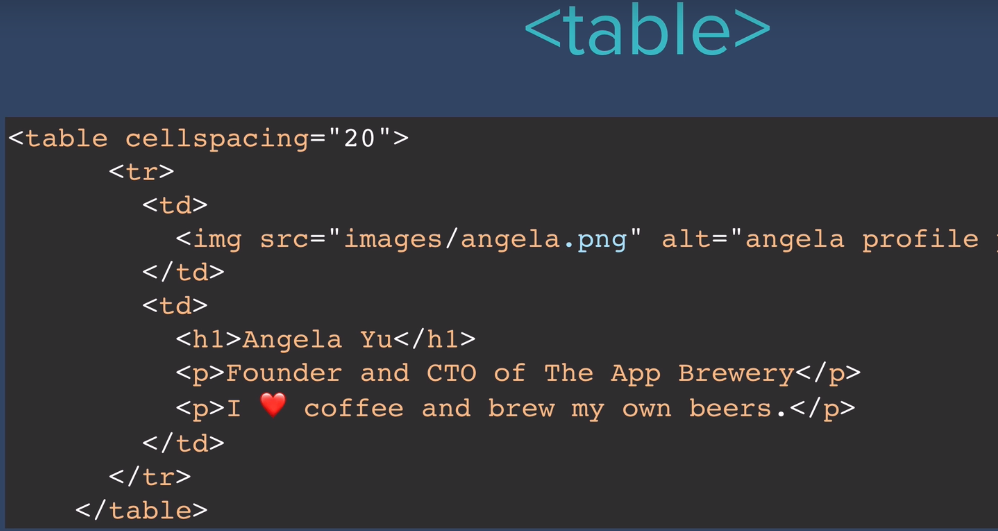 <table>
<table cellspacing="20">
<tr>
<td>
<img src="images/angela.png" alt="angela profile
</td>
<td>
<h1>Angela Yu</h1>
<p>Founder and CTO of The App Brewery</p>
<p>I ❤️ coffee and brew my own beers.</p>
</td>
</tr>
</table>